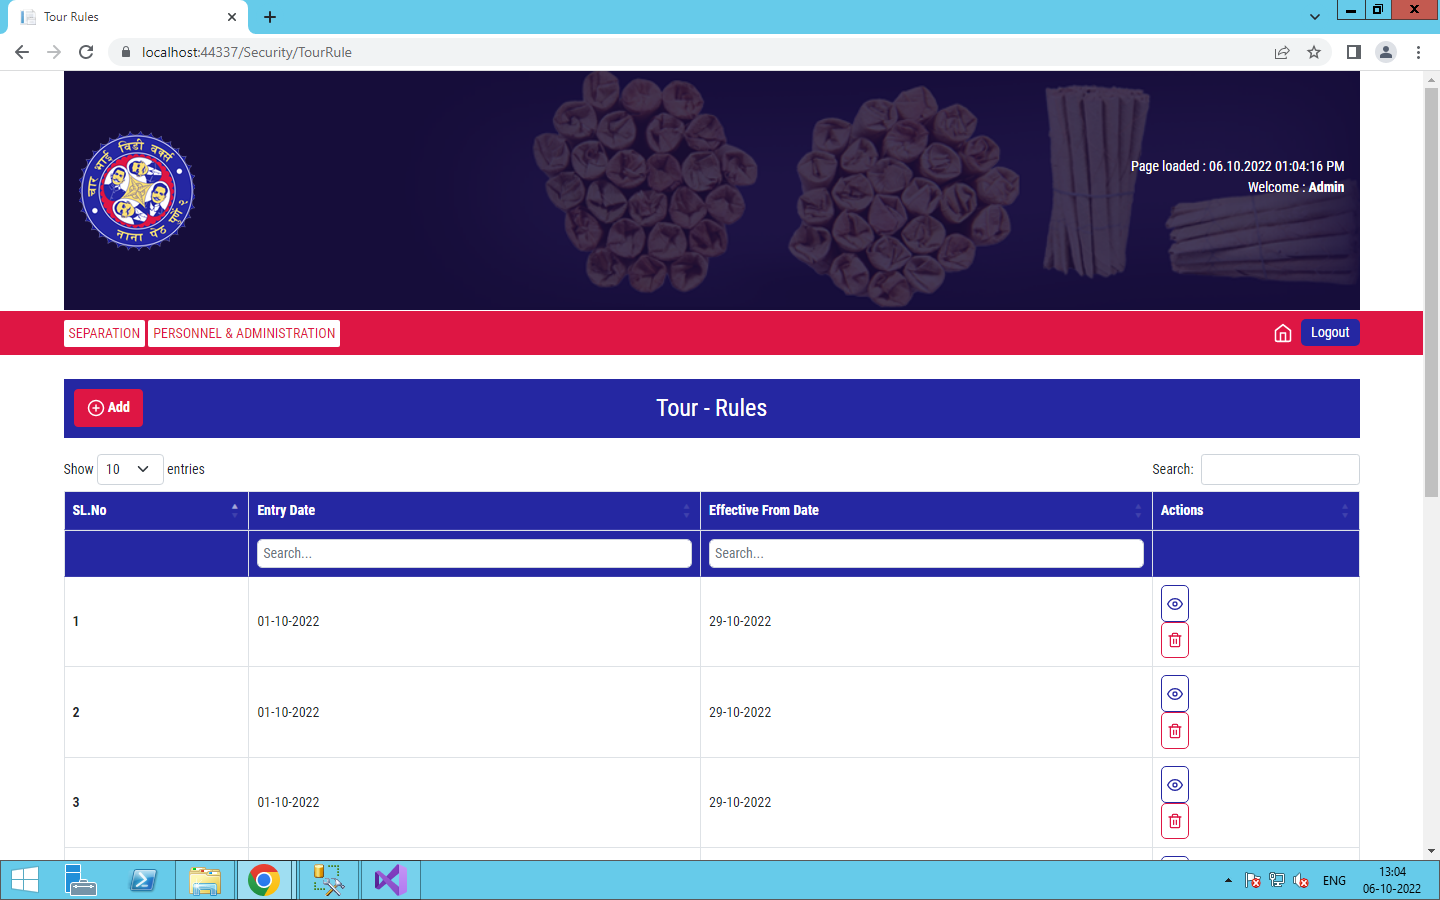 Tour Rules
localhost:44337/Security/TourRule
चार भाई विडी वर्क्स
नाना पेठ पुणे २
Page loaded : 06.10.2022 01:04:16 PM
Welcome : Admin
SEPARATION PERSONNEL & ADMINISTRATION
Logout
Add
Tour - Rules
Show 10 entries
Search:
SL.No Entry Date Effective From Date Actions
Search... Search...
1 01-10-2022 29-10-2022
2 01-10-2022 29-10-2022
3 01-10-2022 29-10-2022
ENG
13:04
06-10-2022